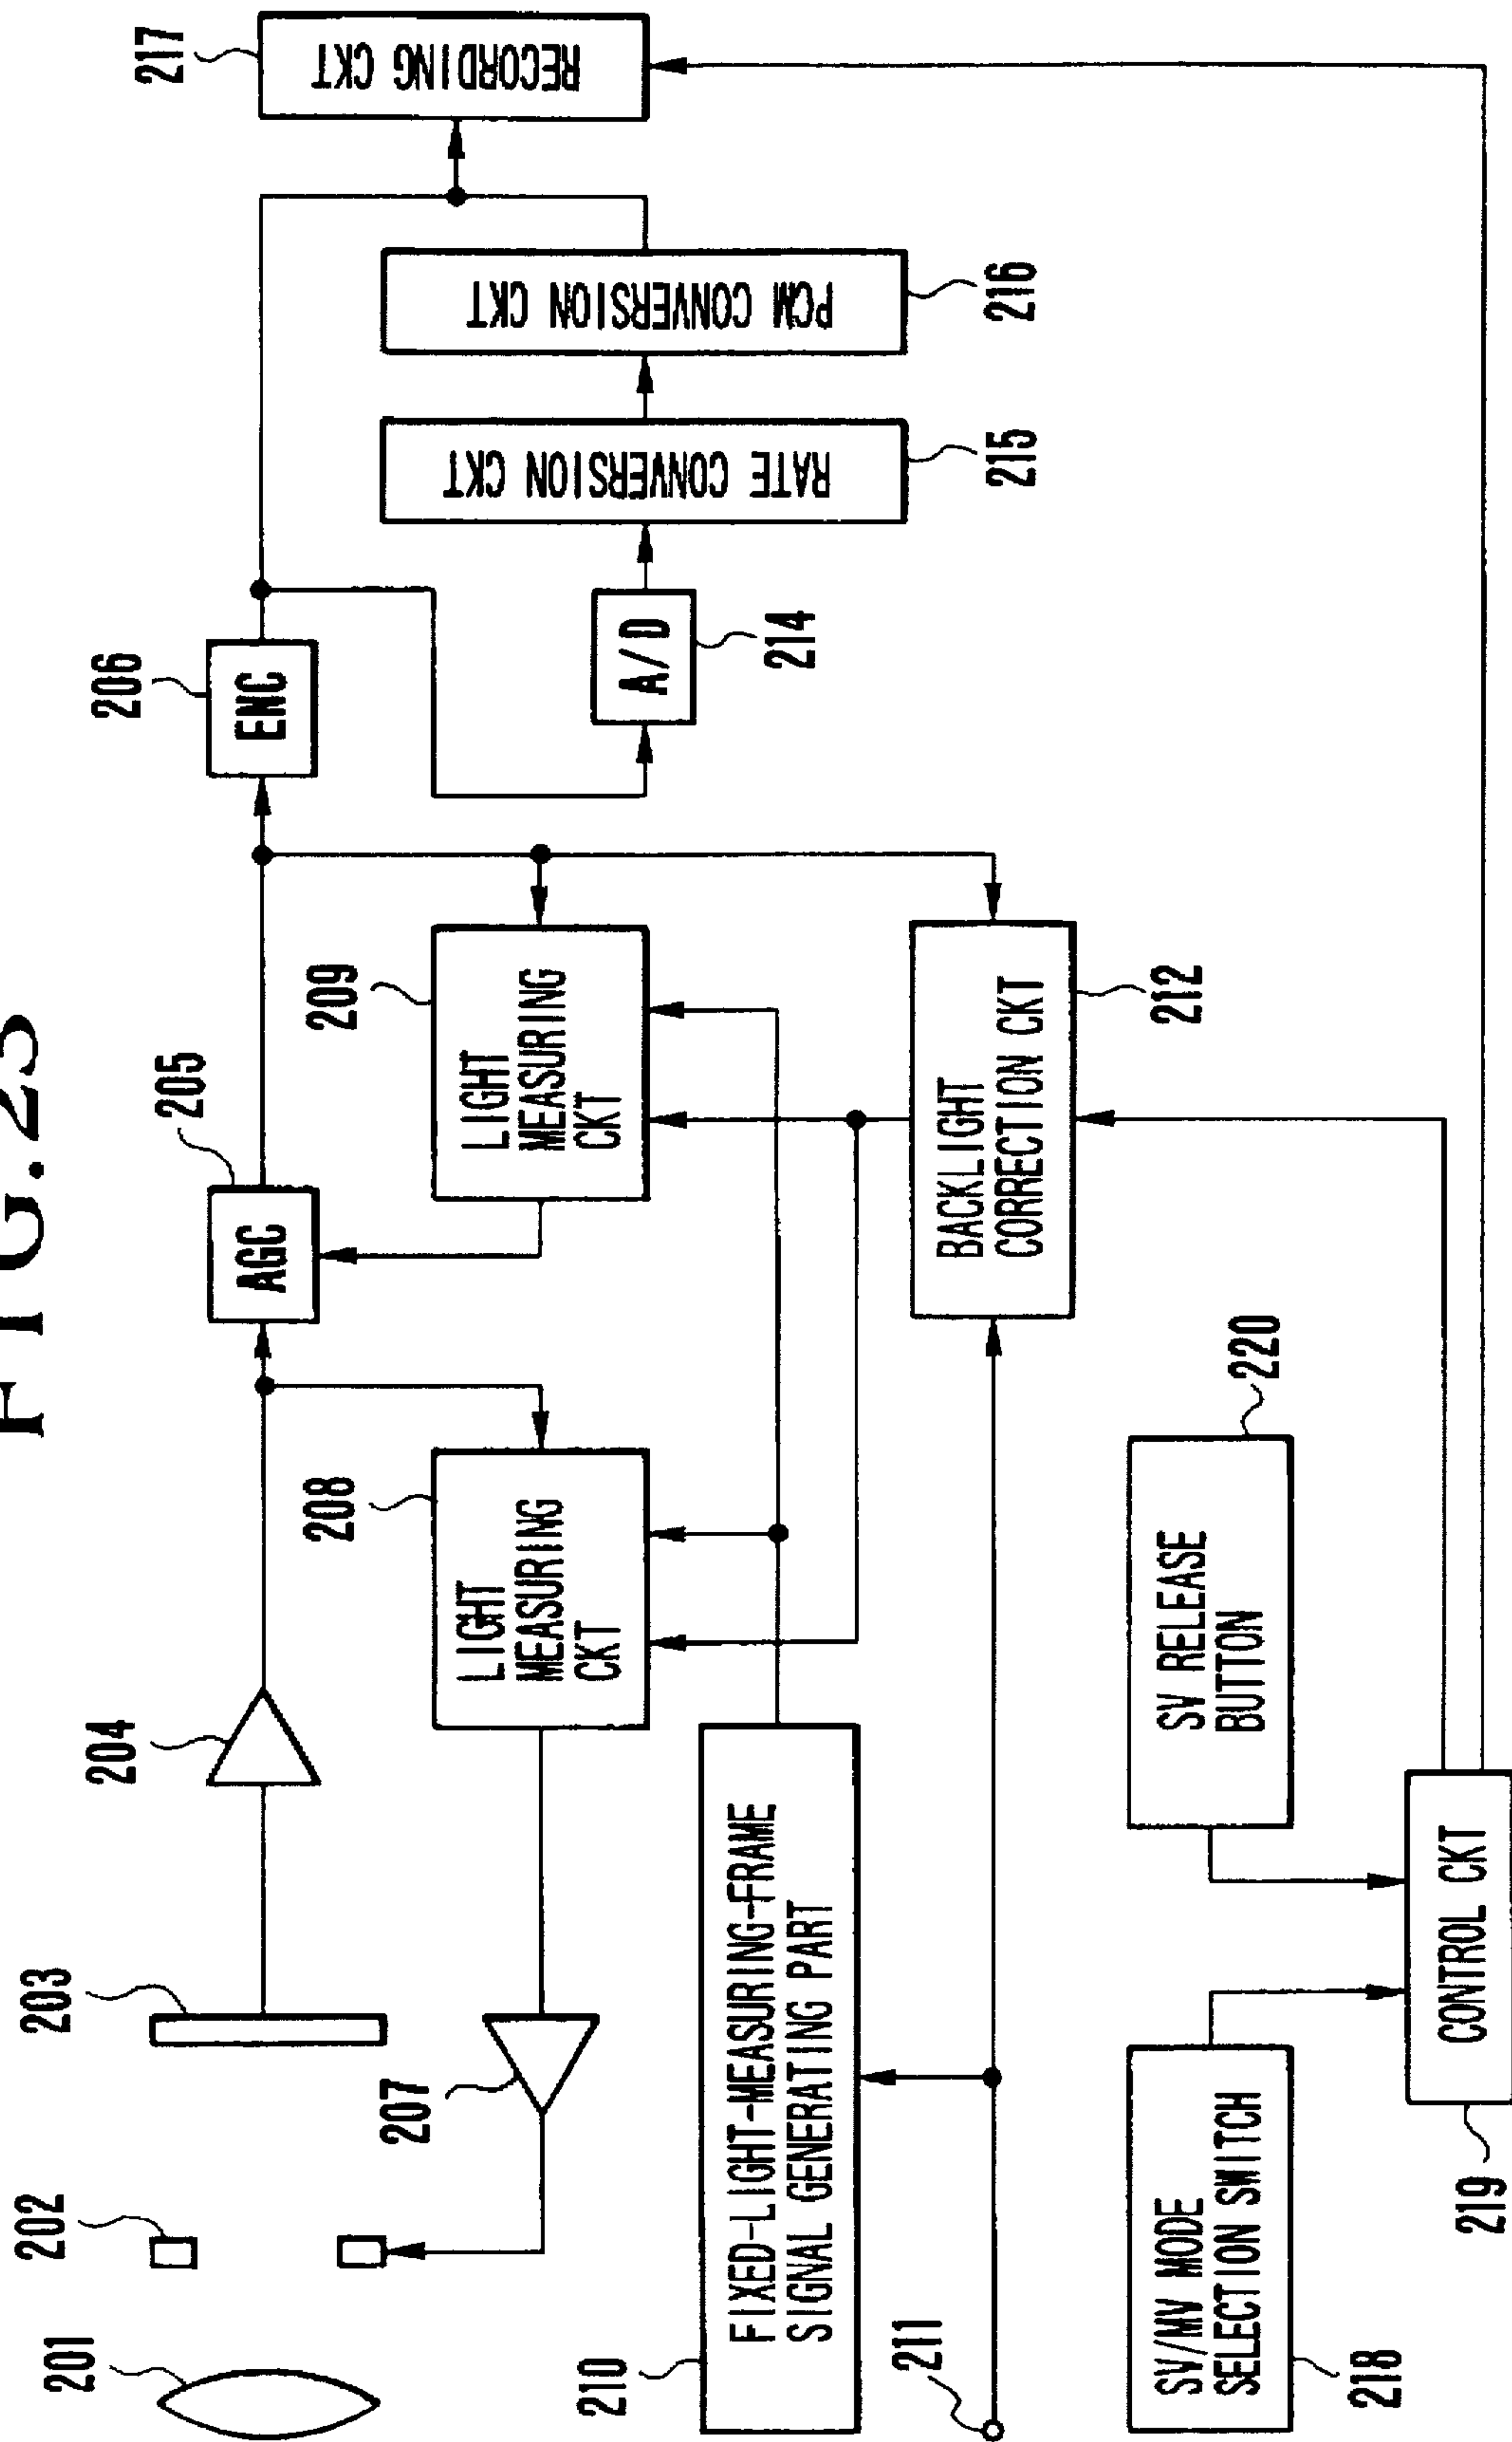 FIG.23
201
202
203
204
205
AGC
206
ENC
217
RECORDING CKT
207
208
LIGHT
MEASURING
CKT
209
LIGHT
MEASURING
CKT
A/D
214
RATE CONVERSION CKT
215
PCM CONVERSION CKT
216
210
FIXED-LIGHT-MEASURING-FRAME
SIGNAL GENERATING PART
211
BACKLIGHT
CORRECTION CKT
212
SV/MV MODE
SELECTION SWITCH
218
SV RELEASE
BUTTON
220
CONTROL CKT
219